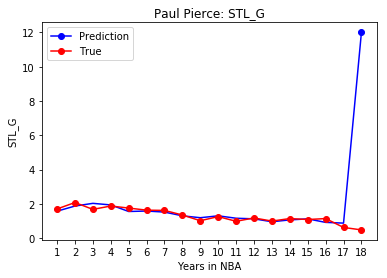 Paul Pierce: STL_G
Prediction
True
12
10
8
6
4
2
0
STL_G
1 2 3 4 5 6 7 8 9 10 11 12 13 14 15 16 17 18
Years in NBA